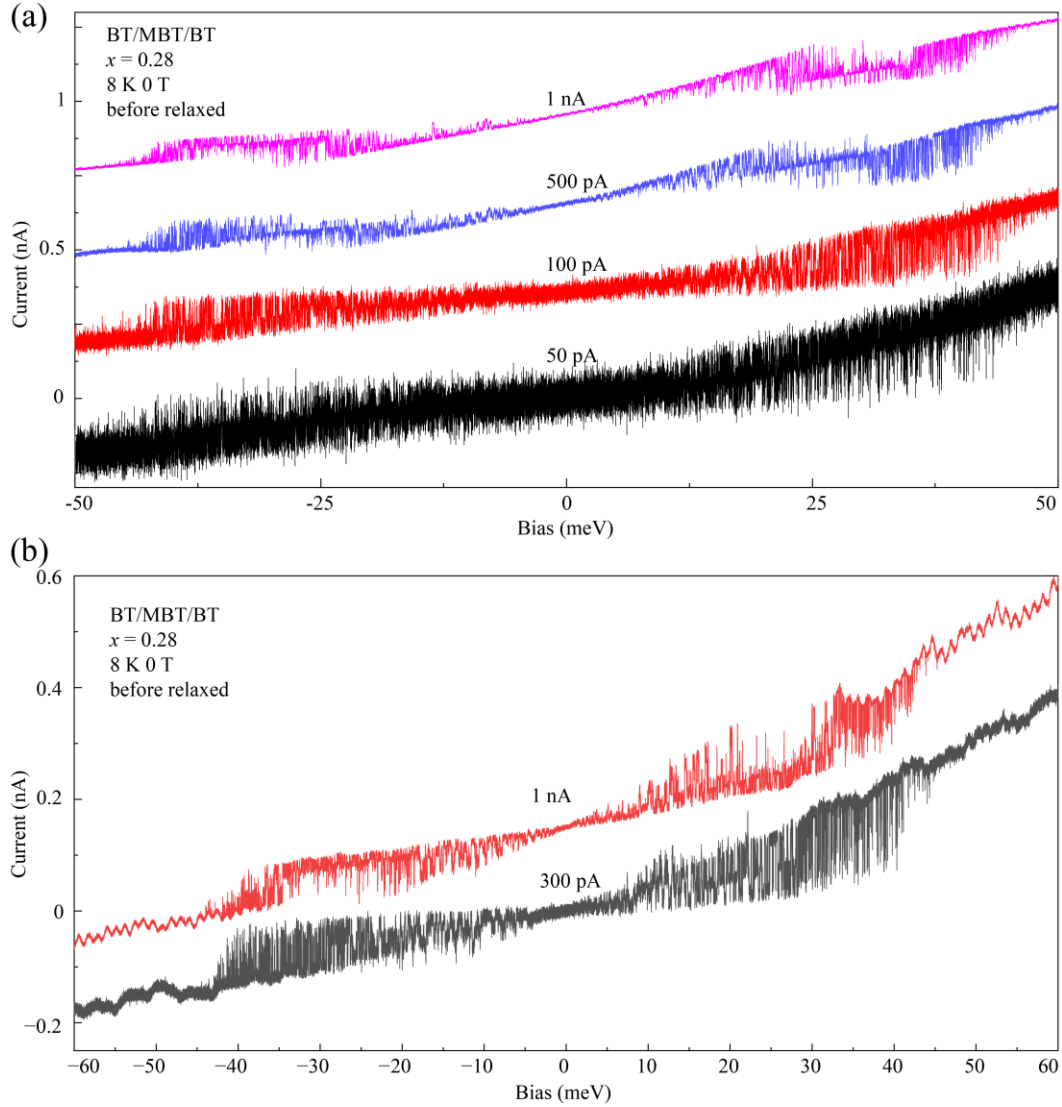 (a)
BT/MBT/BT
x = 0.28
8 K 0 T
before relaxed
1 nA
500 pA
100 pA
50 pA
1
0.5
0
Current (nA)
-50
-25
0
25
50
Bias (meV)
(b)
BT/MBT/BT
x = 0.28
8 K 0 T
before relaxed
1 nA
300 pA
0.6
0.4
0.2
0
−0.2
Current (nA)
−60
−50
−40
−30
−20
−10
0
10
20
30
40
50
60
Bias (meV)